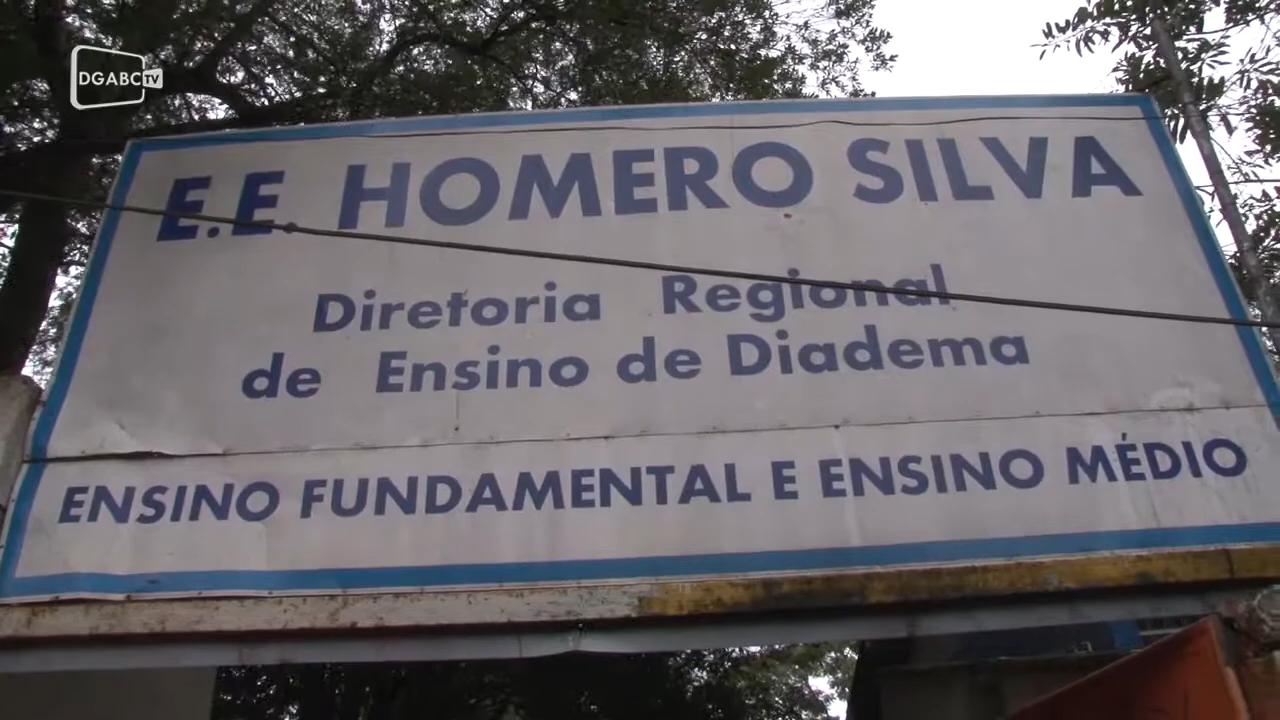 DGABC TV
E.E HOMERO SILVA
Diretoria Regional
de Ensino de Diadema
ENSINO FUNDAMENTAL E ENSINO MÉDIO